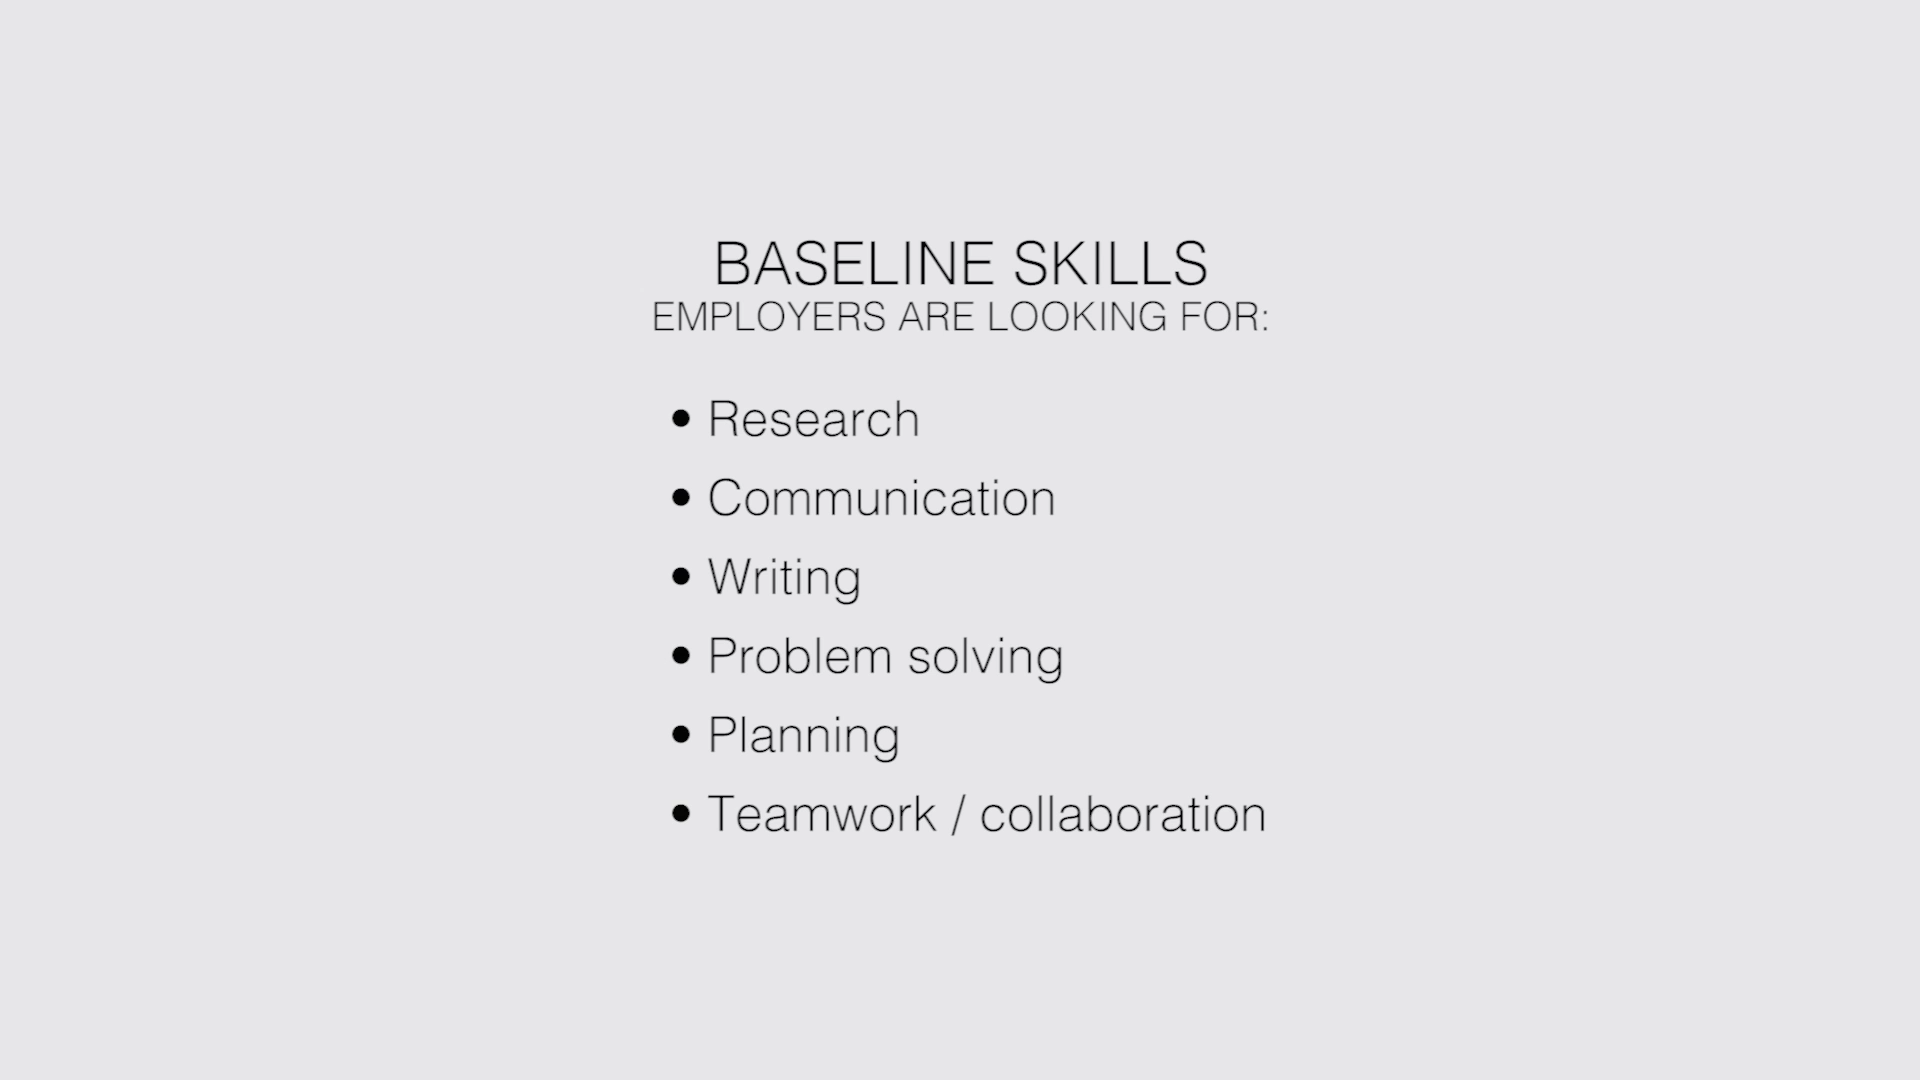 BASELINE SKILLS
EMPLOYERS ARE LOOKING FOR:
• Research
• Communication
• Writing
• Problem solving
• Planning
• Teamwork / collaboration